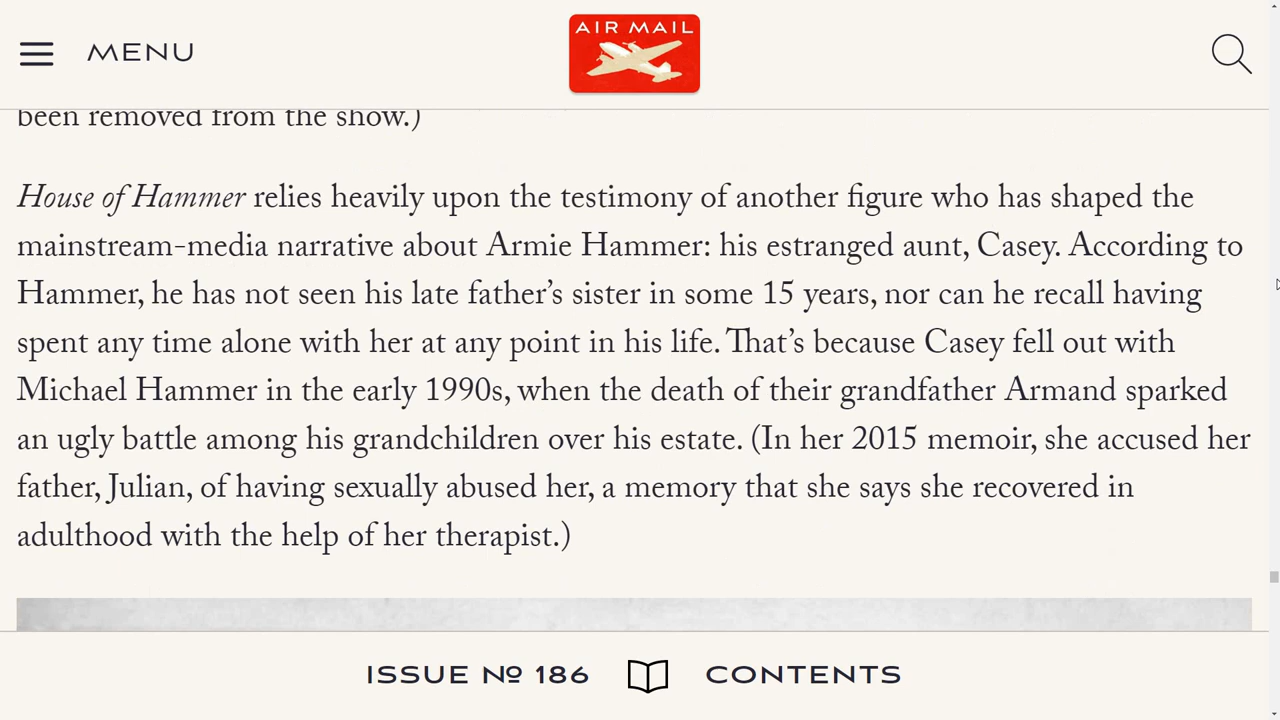 MENU
AIR MAIL
been removed from the show.)
House of Hammer relies heavily upon the testimony of another figure who has shaped the
mainstream-media narrative about Armie Hammer: his estranged aunt, Casey. According to
Hammer, he has not seen his late father’s sister in some 15 years, nor can he recall having
spent any time alone with her at any point in his life. That’s because Casey fell out with
Michael Hammer in the early 1990s, when the death of their grandfather Armand sparked
an ugly battle among his grandchildren over his estate. (In her 2015 memoir, she accused her
father, Julian, of having sexually abused her, a memory that she says she recovered in
adulthood with the help of her therapist.)
ISSUE Nº 186 CONTENTS